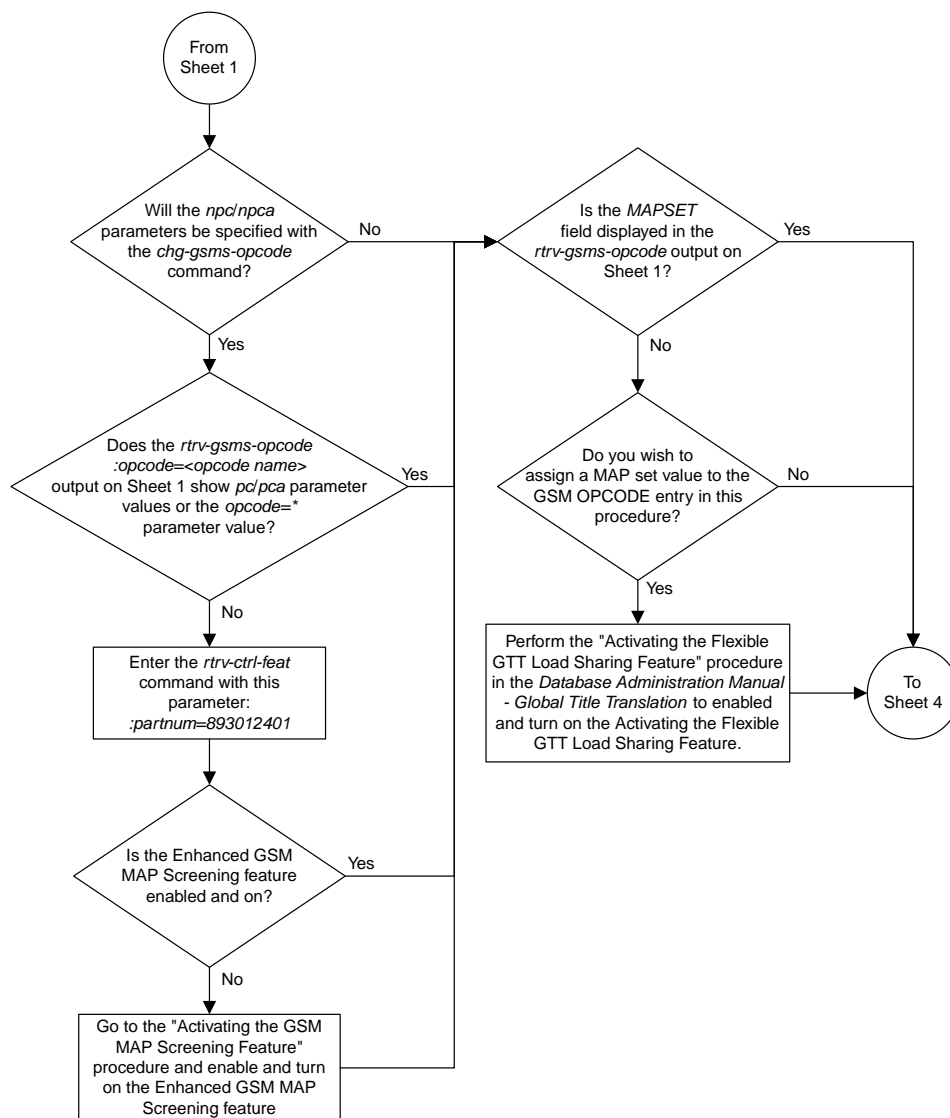 From
Sheet 1
Will the npc/npca
parameters be specified with
the chg-gsms-opcode
command?
No
Yes
Does the rtrv-gsms-opcode
:opcode=<opcode name>
output on Sheet 1 show pc/pca parameter
values or the opcode=*
parameter value?
Yes
No
Enter the rtrv-ctrl-feat
command with this
parameter:
:partnum=893012401
Is the Enhanced GSM
MAP Screening feature
enabled and on?
Yes
No
Go to the "Activating the GSM
MAP Screening Feature"
procedure and enable and turn
on the Enhanced GSM MAP
Screening feature
Is the MAPSET
field displayed in the
rtrv-gsms-opcode output on
Sheet 1?
Yes
No
Do you wish to
assign a MAP set value to the
GSM OPCODE entry in this
procedure?
No
Yes
Perform the "Activating the Flexible
GTT Load Sharing Feature" procedure
in the Database Administration Manual
- Global Title Translation to enabled
and turn on the Activating the Flexible
GTT Load Sharing Feature.
To
Sheet 4